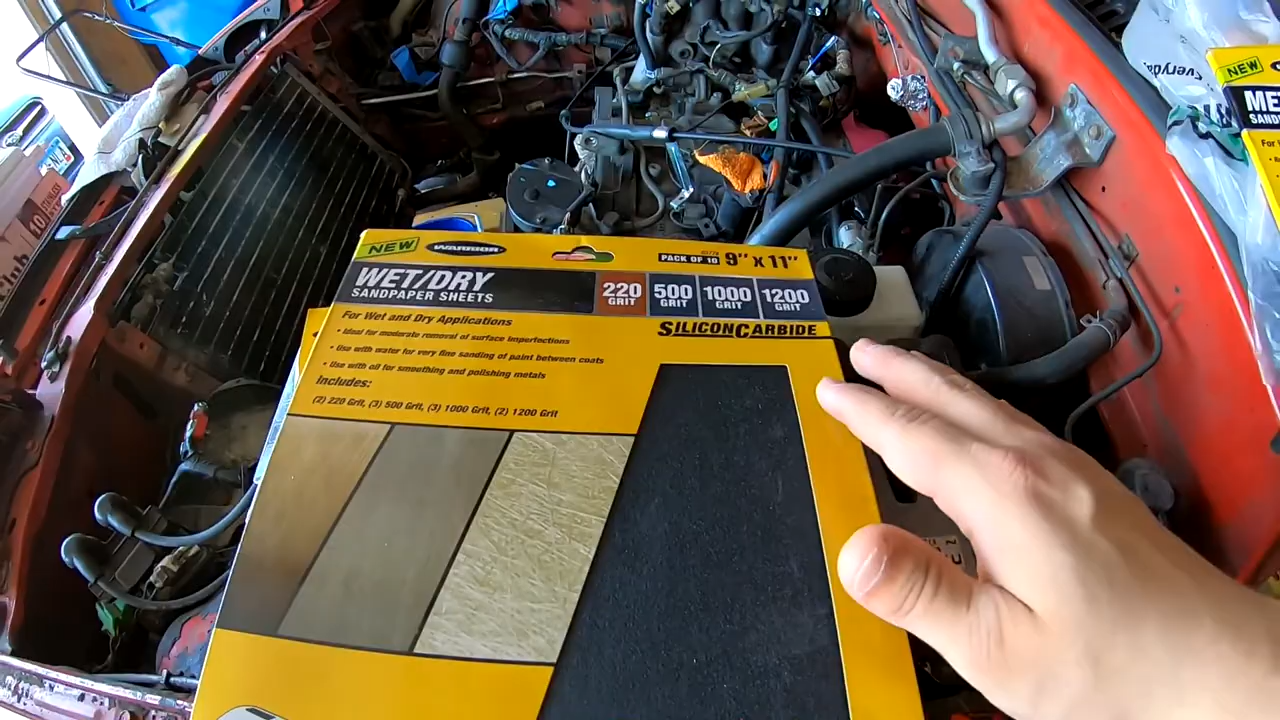 NEW WARRIOR
PACK OF 10 9" x 11"
WET/DRY
SANDPAPER SHEETS
220 GRIT
500 GRIT
1000 GRIT
1200 GRIT
SILICON CARBIDE
For Wet and Dry Applications
• Ideal for moderate removal of surface imperfections
• Use with water for very fine sanding of paint between coats
• Use with oil for smoothing and polishing metals
Includes:
(2) 220 Grit, (3) 500 Grit, (3) 1000 Grit, (2) 1200 Grit
Everyday
NEW
10